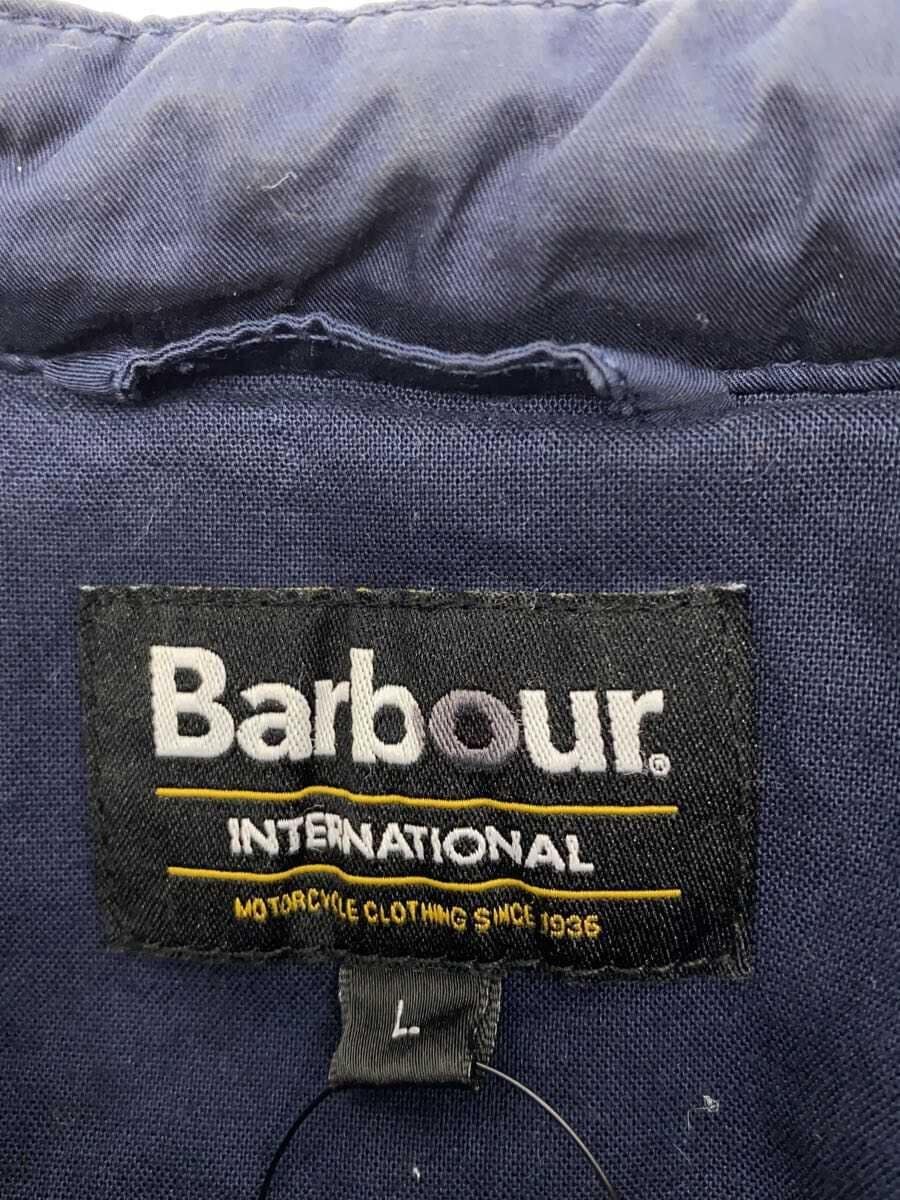 Barbour®
INTERNATIONAL
MOTORCYCLE CLOTHING SINCE 1936
L